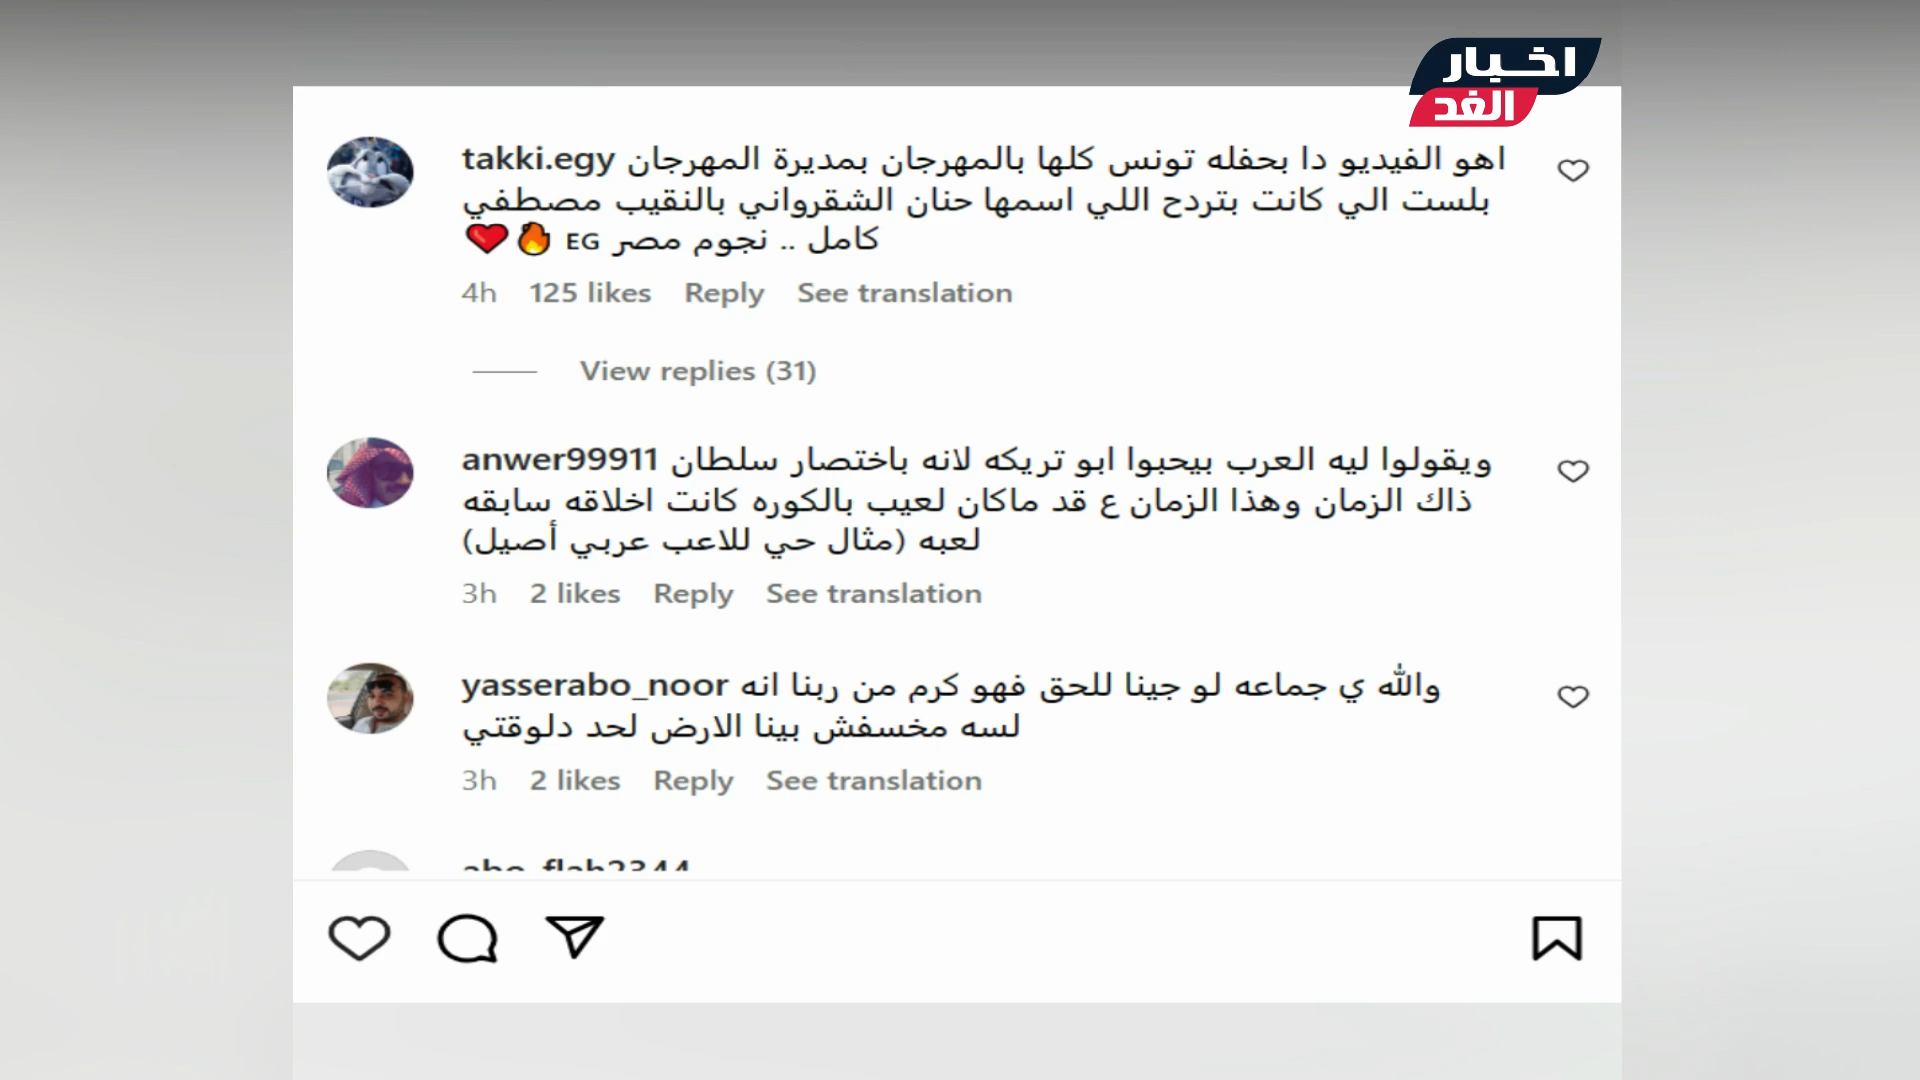 اخبار
الغد
takki.egy اهو الفيديو دا بحفله تونس كلها بالمهرجان بمديرة المهرجان
بلست الي كانت بتردح اللي اسمها حنان الشقرواني بالنقيب مصطفي
كامل .. نجوم مصر EG 🔥❤️
4h 125 likes Reply See translation
View replies (31)
anwer99911 ويقولوا ليه العرب بيحبوا ابو تريكه لانه باختصار سلطان
ذاك الزمان وهذا الزمان ع قد ماكان لعيب بالكوره كانت اخلاقه سابقه
لعبه (مثال حي للاعب عربي أصيل)
3h 2 likes Reply See translation
yasserabo_noor والله ي جماعه لو جينا للحق فهو كرم من ربنا انه
لسه مخسفش بينا الارض لحد دلوقتي
3h 2 likes Reply See translation
abo_flah2344